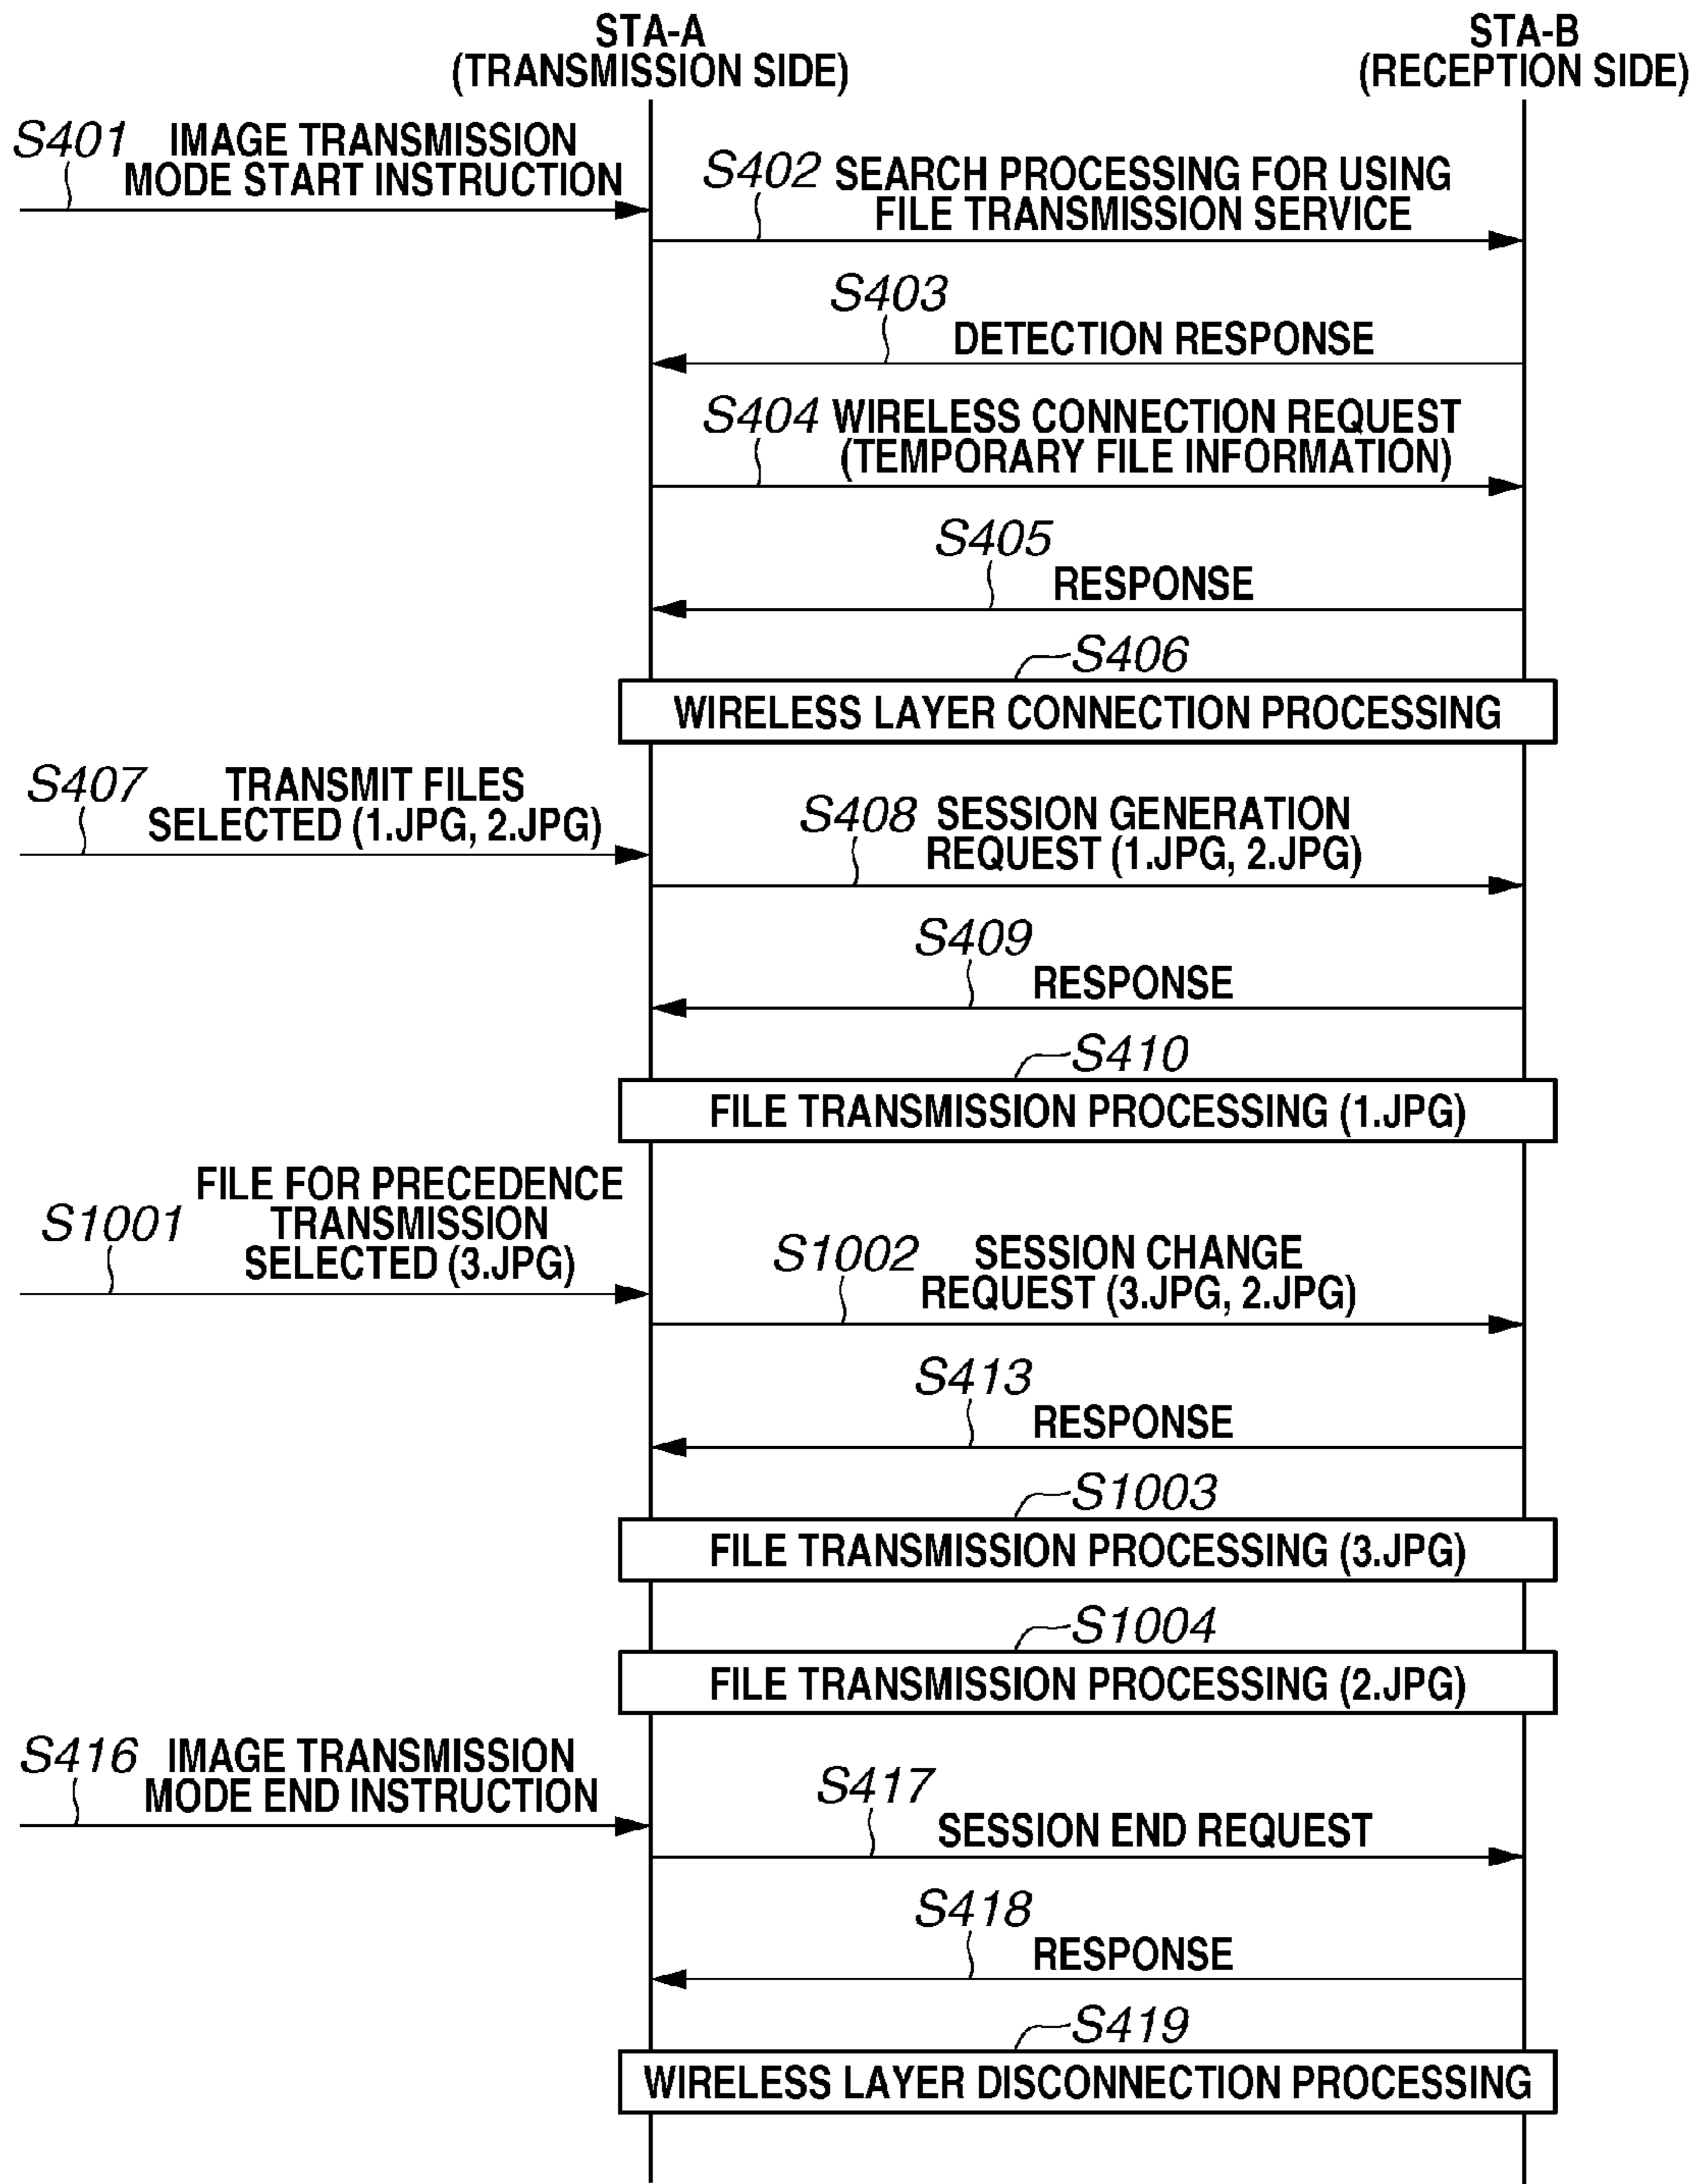 STA-A
(TRANSMISSION SIDE)
STA-B
(RECEPTION SIDE)
S401 IMAGE TRANSMISSION
MODE START INSTRUCTION
S402 SEARCH PROCESSING FOR USING
FILE TRANSMISSION SERVICE
S403
DETECTION RESPONSE
S404 WIRELESS CONNECTION REQUEST
(TEMPORARY FILE INFORMATION)
S405
RESPONSE
S406
WIRELESS LAYER CONNECTION PROCESSING
S407 TRANSMIT FILES
SELECTED (1.JPG, 2.JPG)
S408 SESSION GENERATION
REQUEST (1.JPG, 2.JPG)
S409
RESPONSE
S410
FILE TRANSMISSION PROCESSING (1.JPG)
FILE FOR PRECEDENCE
S1001 TRANSMISSION
SELECTED (3.JPG)
S1002 SESSION CHANGE
REQUEST (3.JPG, 2.JPG)
S413
RESPONSE
S1003
FILE TRANSMISSION PROCESSING (3.JPG)
S1004
FILE TRANSMISSION PROCESSING (2.JPG)
S416 IMAGE TRANSMISSION
MODE END INSTRUCTION
S417
SESSION END REQUEST
S418
RESPONSE
S419
WIRELESS LAYER DISCONNECTION PROCESSING